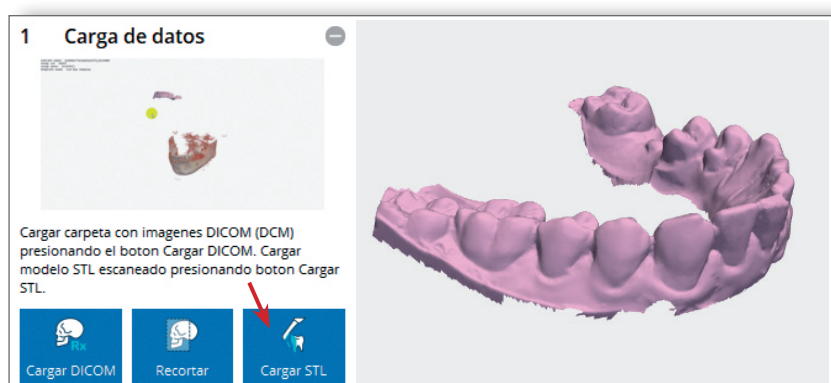 1 Carga de datos
Cargar carpeta con imagenes DICOM (DCM)
presionando el boton Cargar DICOM. Cargar
modelo STL escaneado presionando boton Cargar
STL.
Rx
Cargar DICOM
Recortar
Cargar STL